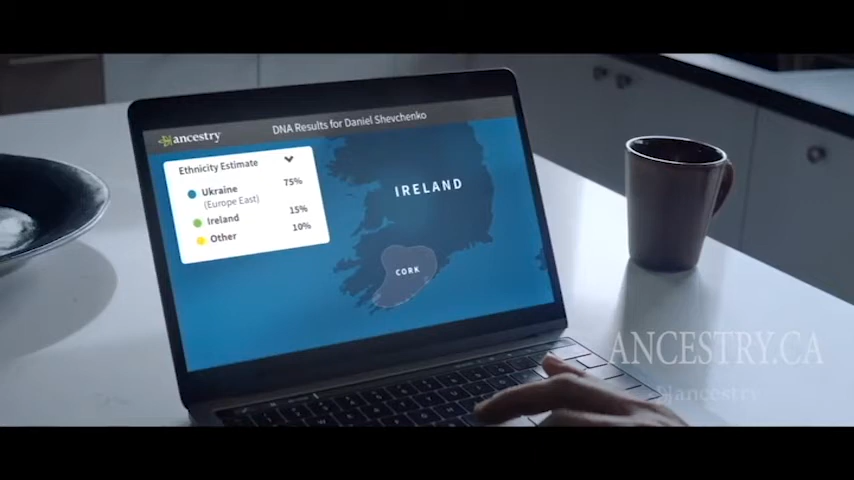 ancestry
DNA Results for Daniel Shevchenko
Ethnicity Estimate
Ukraine 75%
(Europe East)
Ireland 15%
Other 10%
IRELAND
CORK
ANCESTRY.CA
ancestry